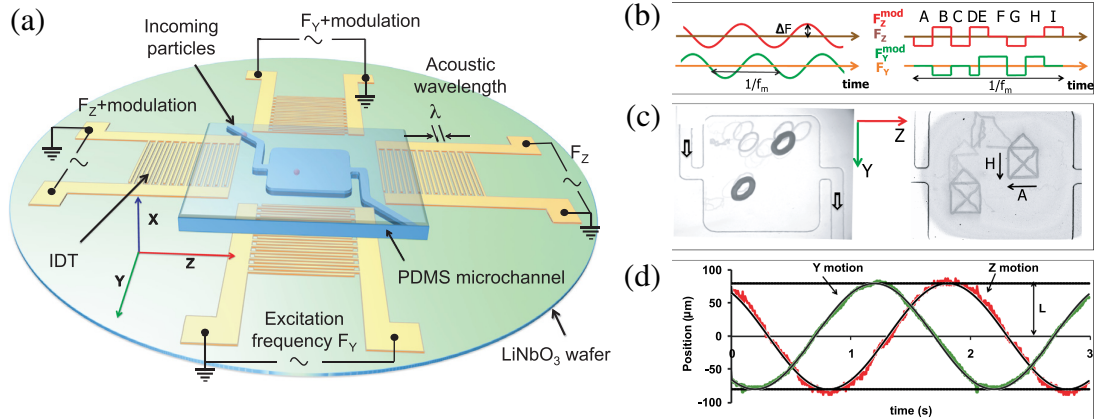 (a)
F_Y+modulation
Incoming
particles
Acoustic
wavelength
λ
F_Z+modulation
F_Z
IDT
X
Z
Y
PDMS microchannel
Excitation
frequency F_Y
LiNbO₃ wafer
(b)
F_Z^mod
F_Z
F_Y^mod
F_Y
ΔF
1/f_m
time
A B C D E F G H I
1/f_m
time
(c)
Z
Y
H
A
(d)
Y motion
Z motion
L
Position (μm)
100
50
0
-50
-100
0 1 2 3
time (s)